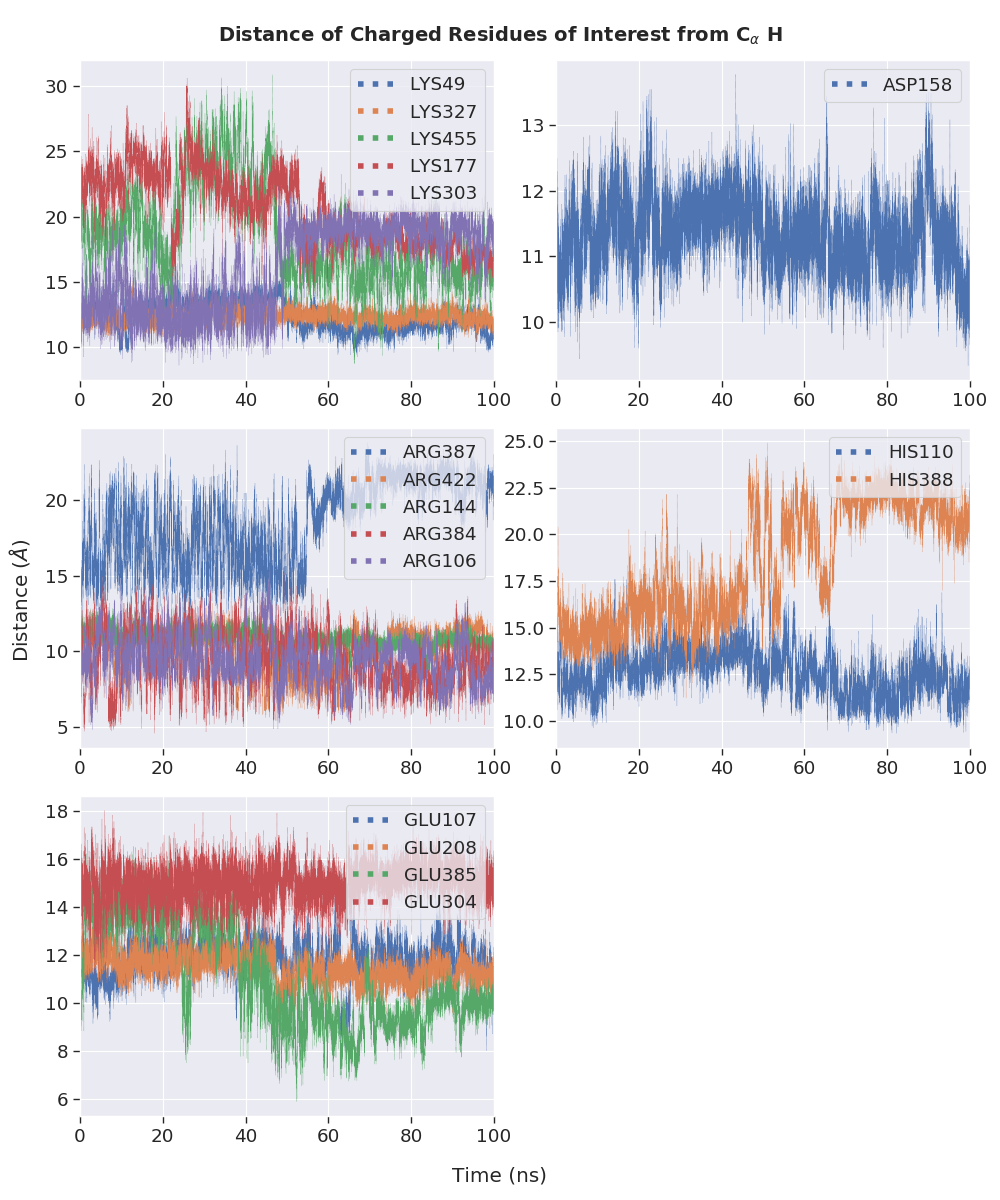 Distance of Charged Residues of Interest from Cα H
30
25
20
15
10
0 20 40 60 80 100
LYS49
LYS327
LYS455
LYS177
LYS303
13
12
11
10
0 20 40 60 80 100
ASP158
20
15
10
5
0 20 40 60 80 100
ARG387
ARG422
ARG144
ARG384
ARG106
25.0
22.5
20.0
17.5
15.0
12.5
10.0
0 20 40 60 80 100
HIS110
HIS388
18
16
14
12
10
8
6
0 20 40 60 80 100
GLU107
GLU208
GLU385
GLU304
Distance (Å)
Time (ns)